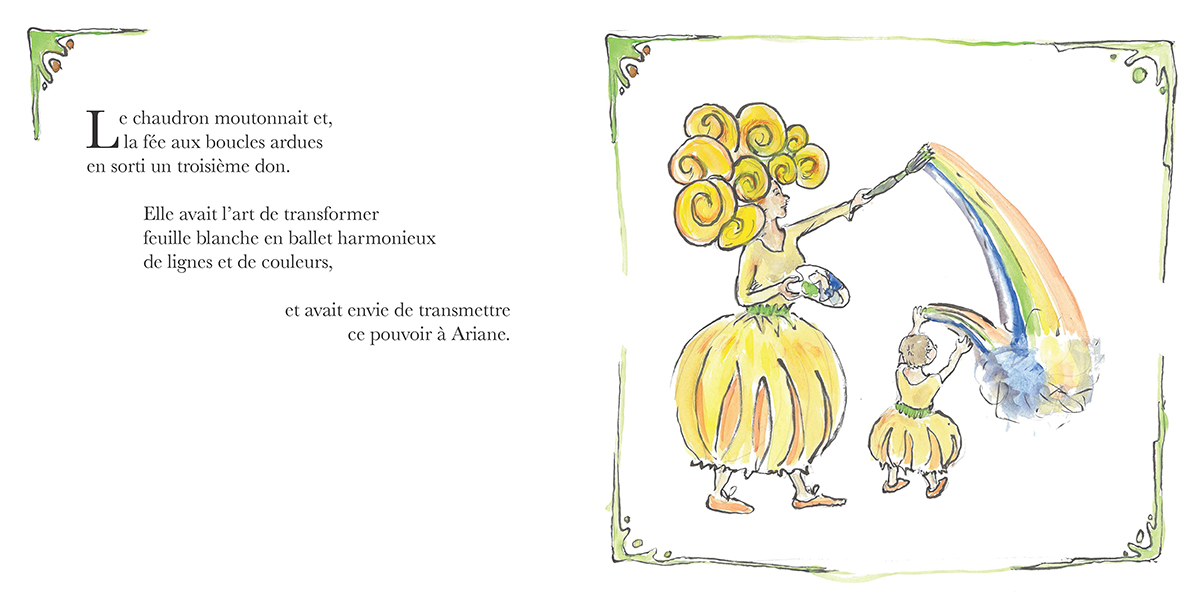 Le chaudron moutonnait et,
la fée aux boucles ardues
en sorti un troisième don.
Elle avait l'art de transformer
feuille blanche en ballet harmonieux
de lignes et de couleurs,
et avait envie de transmettre
ce pouvoir à Ariane.